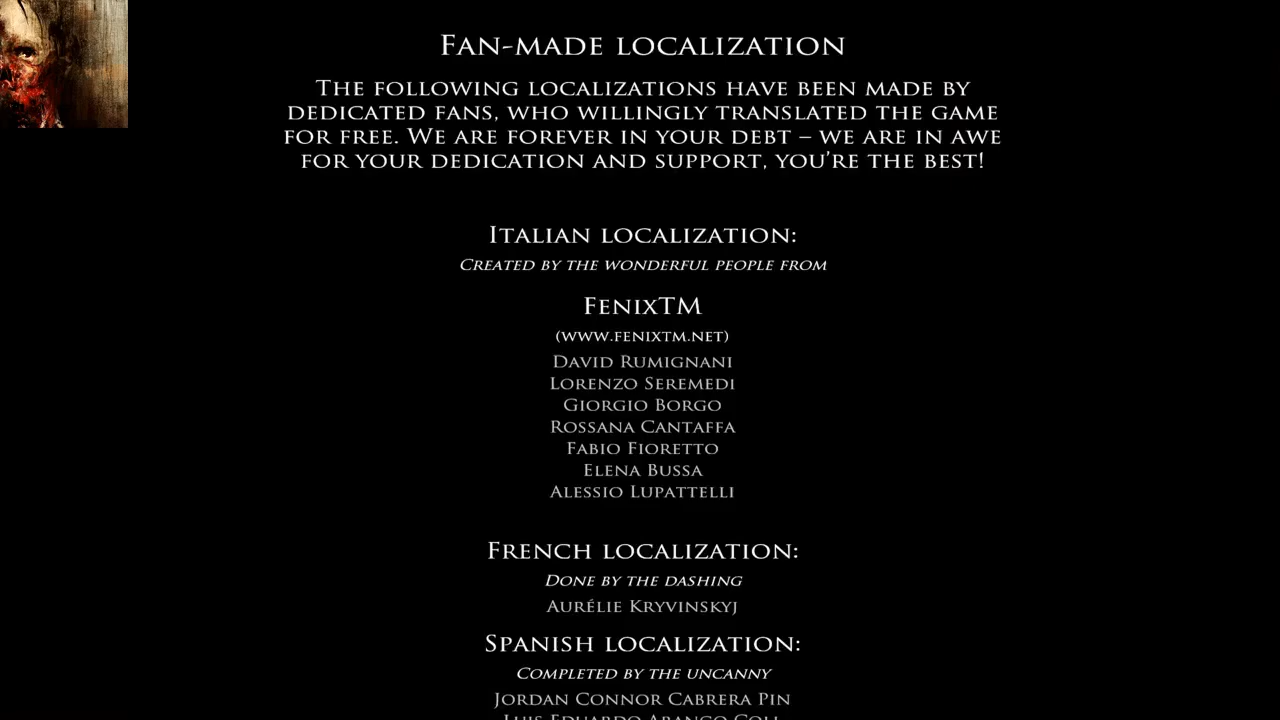 Fan-made localization
The following localizations have been made by
dedicated fans, who willingly translated the game
for free. We are forever in your debt – we are in awe
for your dedication and support, you're the best!
Italian localization:
Created by the wonderful people from
FenixTM
(www.fenixtm.net)
David Rumignani
Lorenzo Seremedi
Giorgio Borgo
Rossana Cantaffa
Fabio Fioretto
Elena Bussa
Alessio Lupattelli
French localization:
Done by the dashing
Aurélie Kryvinskyj
Spanish localization:
Completed by the uncanny
Jordan Connor Cabrera Pin
Luis Eduardo Arango Coll